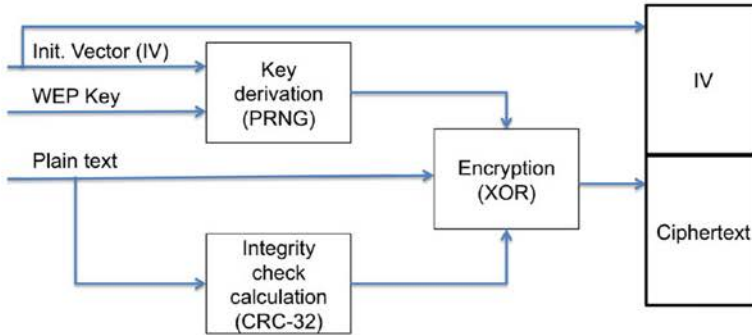 Init. Vector (IV)
WEP Key
Plain text
Key
derivation
(PRNG)
Integrity
check
calculation
(CRC-32)
Encryption
(XOR)
IV
Ciphertext